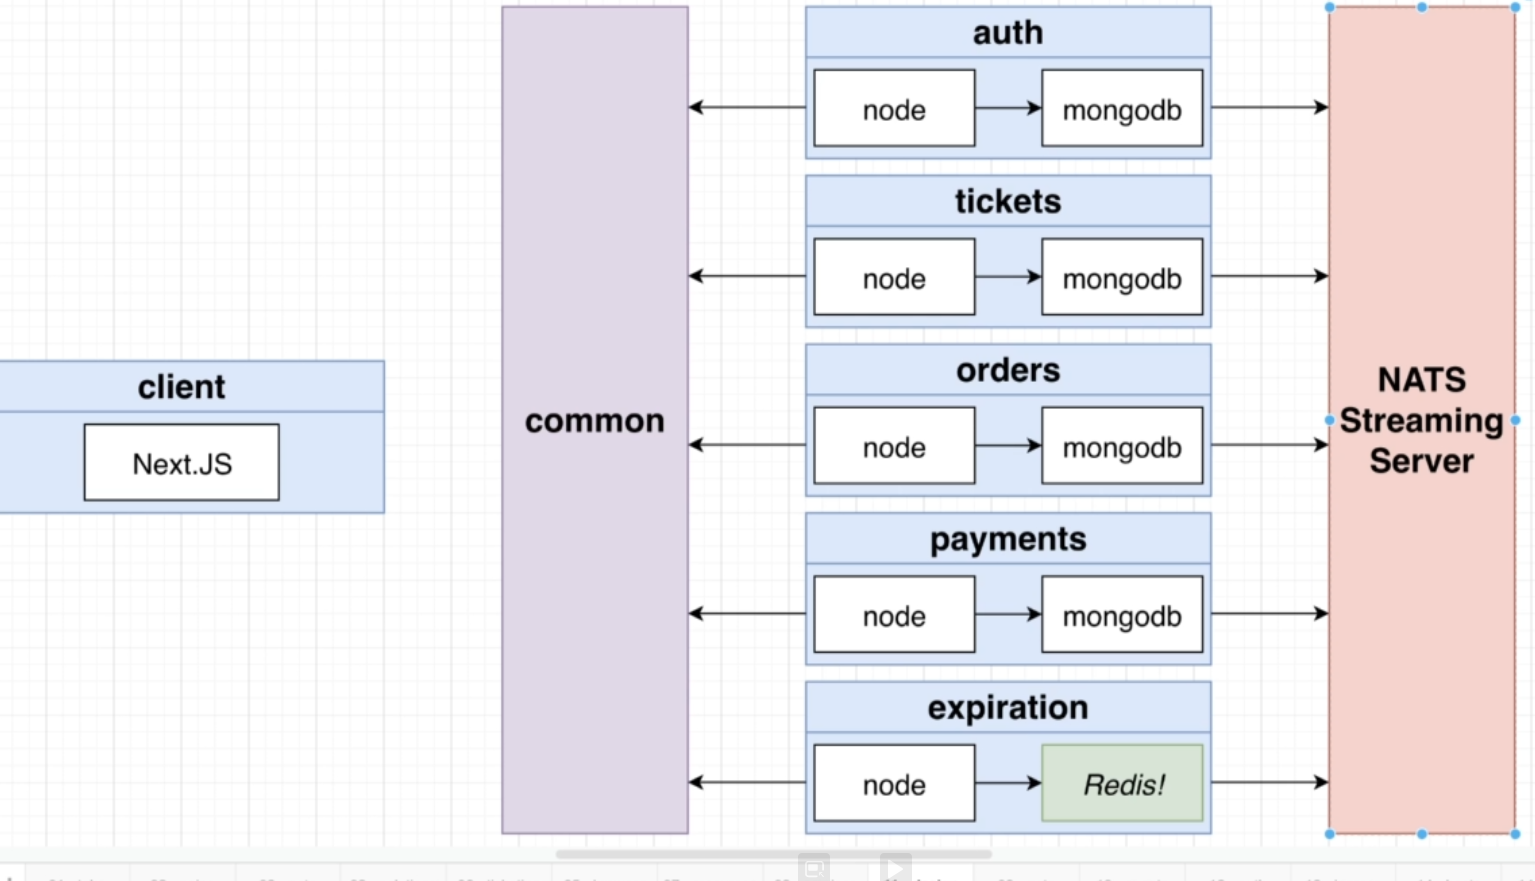 auth
node
mongodb
tickets
node
mongodb
client
Next.JS
common
orders
node
mongodb
NATS
Streaming
Server
payments
node
mongodb
expiration
node
Redis!